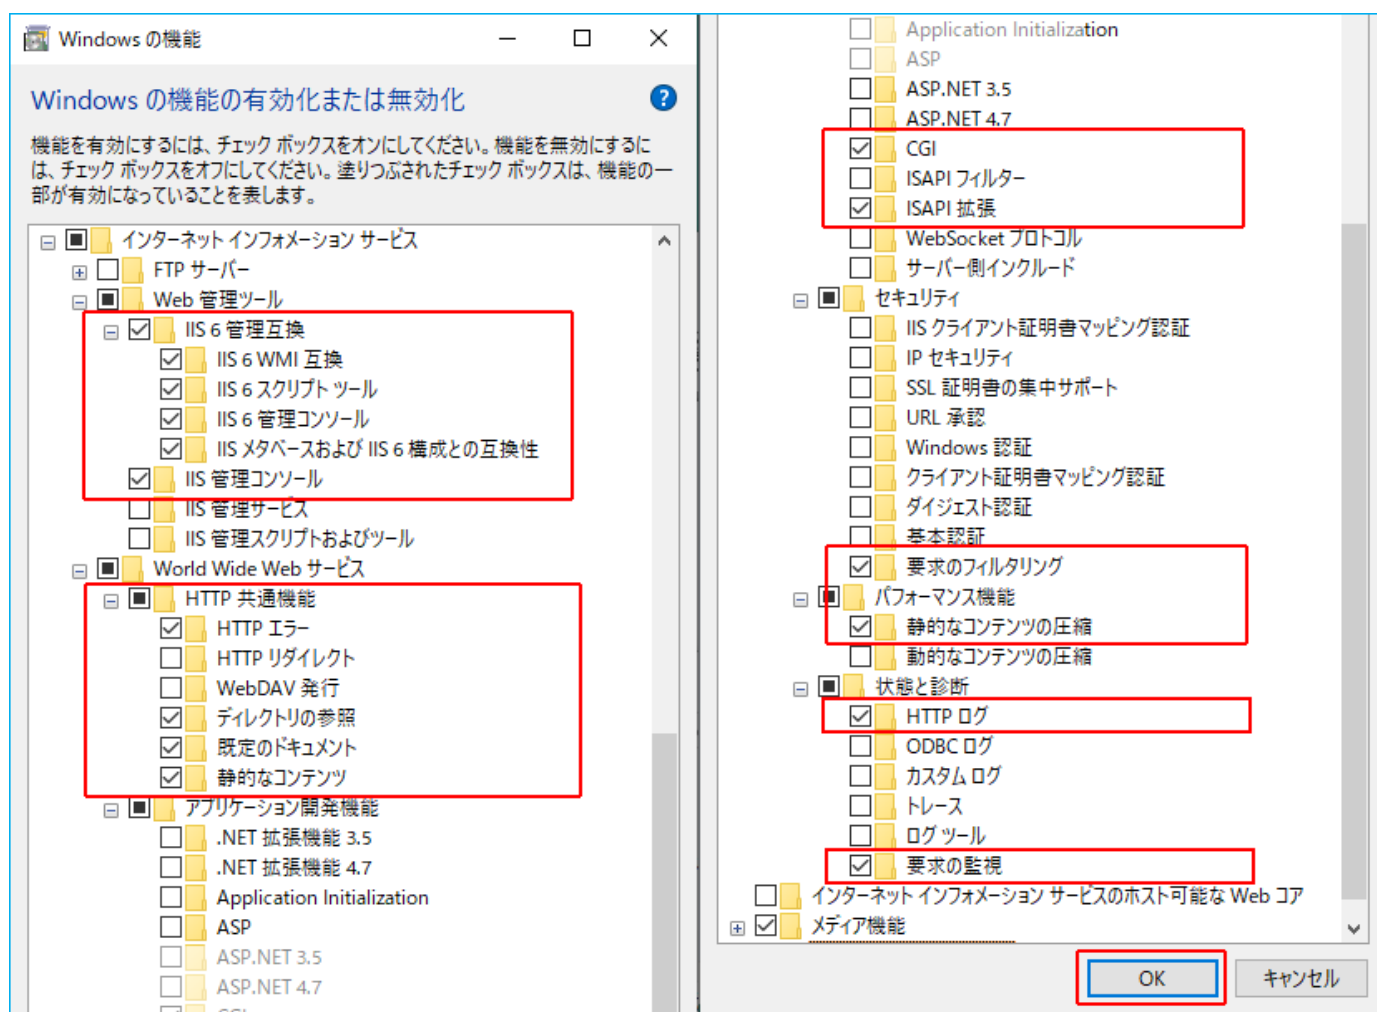 Windows の機能
Windows の機能の有効化または無効化
機能を有効にするには、チェック ボックスをオンにしてください。機能を無効にするに
は、チェック ボックスをオフにしてください。塗りつぶされたチェック ボックスは、機能の一
部が有効になっていることを表します。
インターネット インフォメーション サービス
FTP サーバー
Web 管理ツール
IIS 6 管理互換
IIS 6 WMI 互換
IIS 6 スクリプト ツール
IIS 6 管理コンソール
IIS メタベースおよび IIS 6 構成との互換性
IIS 管理コンソール
IIS 管理サービス
IIS 管理スクリプトおよびツール
World Wide Web サービス
HTTP 共通機能
HTTP エラー
HTTP リダイレクト
WebDAV 発行
ディレクトリの参照
既定のドキュメント
静的なコンテンツ
アプリケーション開発機能
.NET 拡張機能 3.5
.NET 拡張機能 4.7
Application Initialization
ASP
ASP.NET 3.5
ASP.NET 4.7
Application Initialization
ASP
ASP.NET 3.5
ASP.NET 4.7
CGI
ISAPI フィルター
ISAPI 拡張
WebSocket プロトコル
サーバー側インクルード
セキュリティ
IIS クライアント証明書マッピング認証
IP セキュリティ
SSL 証明書の集中サポート
URL 承認
Windows 認証
クライアント証明書マッピング認証
ダイジェスト認証
基本認証
要求のフィルタリング
パフォーマンス機能
静的なコンテンツの圧縮
動的なコンテンツの圧縮
状態と診断
HTTP ログ
ODBC ログ
カスタム ログ
トレース
ログ ツール
要求の監視
インターネット インフォメーション サービスのホスト可能な Web コア
メディア機能
OK
キャンセル